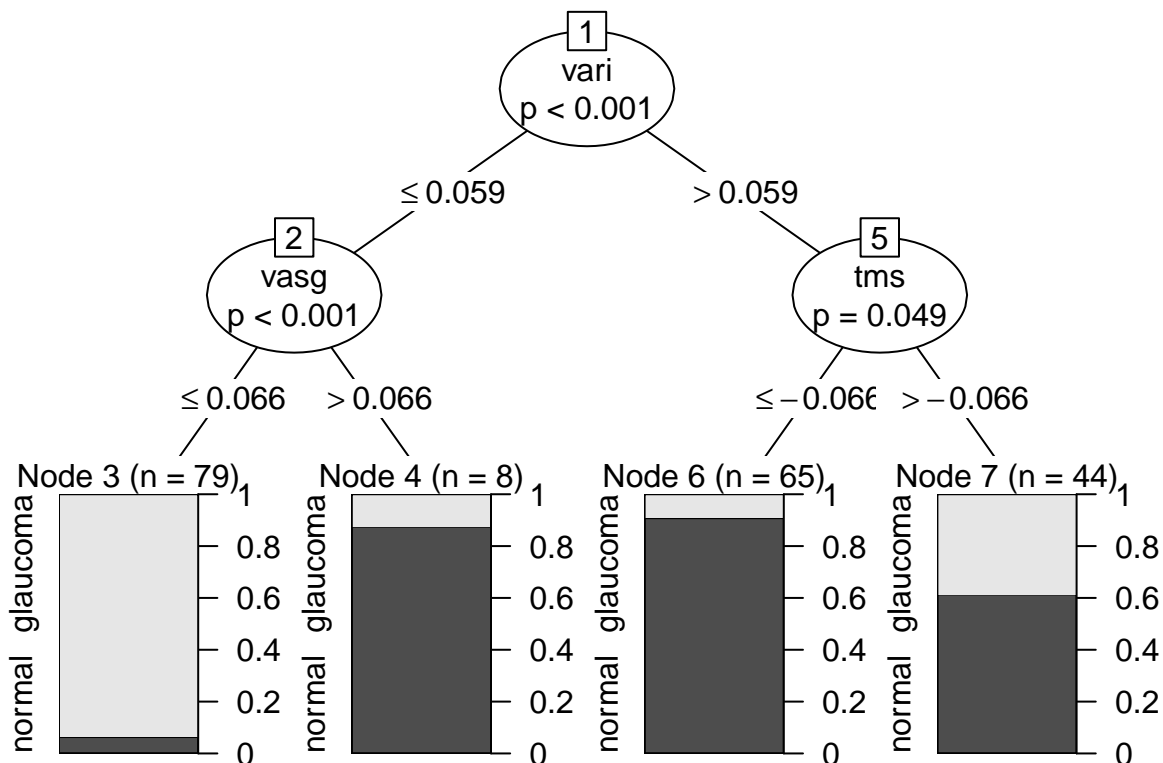 1
vari
p < 0.001
≤ 0.059
> 0.059
2
vasg
p < 0.001
5
tms
p = 0.049
≤ 0.066
> 0.066
≤ −0.066
> −0.066
Node 3 (n = 79)
normal glaucoma
1
0.8
0.6
0.4
0.2
0
Node 4 (n = 8)
normal glaucoma
1
0.8
0.6
0.4
0.2
0
Node 6 (n = 65)
normal glaucoma
1
0.8
0.6
0.4
0.2
0
Node 7 (n = 44)
normal glaucoma
1
0.8
0.6
0.4
0.2
0